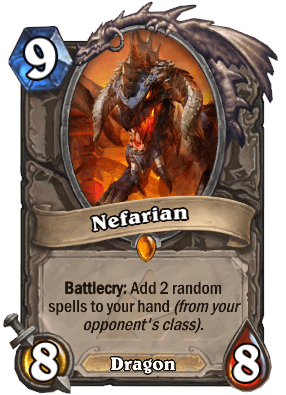 9
Nefarian
Battlecry: Add 2 random
spells to your hand (from your
opponent's class).
8
Dragon
8